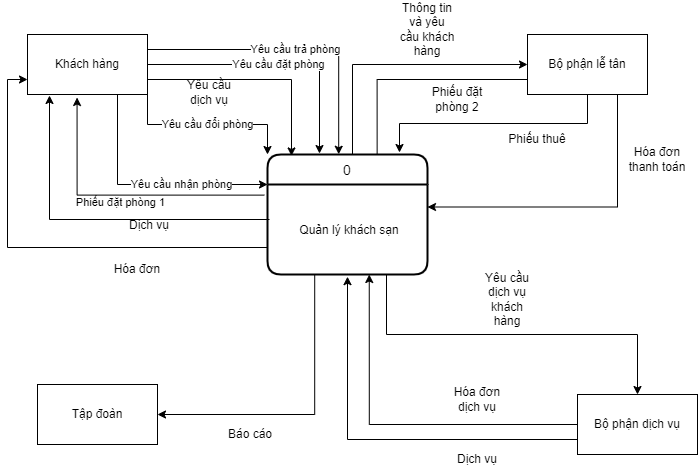 Thông tin
và yêu
cầu khách
hàng
Khách hàng
Yêu cầu trả phòng
Yêu cầu đặt phòng
Yêu cầu
dịch vụ
Yêu cầu đổi phòng
Bộ phận lễ tân
Phiếu đặt
phòng 2
Phiếu thuê
Hóa đơn
thanh toán
0
Quản lý khách sạn
Yêu cầu nhận phòng
Phiếu đặt phòng 1
Dịch vụ
Hóa đơn
Yêu cầu
dịch vụ
khách
hàng
Tập đoàn
Báo cáo
Hóa đơn
dịch vụ
Bộ phận dịch vụ
Dịch vụ